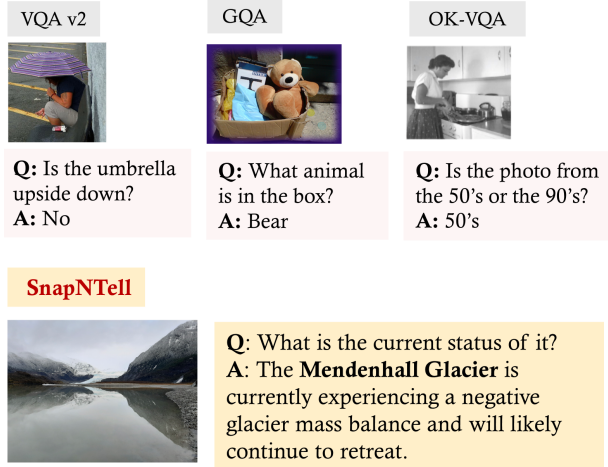 VQA v2
GQA
OK-VQA
Q: Is the umbrella
upside down?
A: No
Q: What animal
is in the box?
A: Bear
Q: Is the photo from
the 50’s or the 90’s?
A: 50’s
SnapNTell
Q: What is the current status of it?
A: The Mendenhall Glacier is
currently experiencing a negative
glacier mass balance and will likely
continue to retreat.